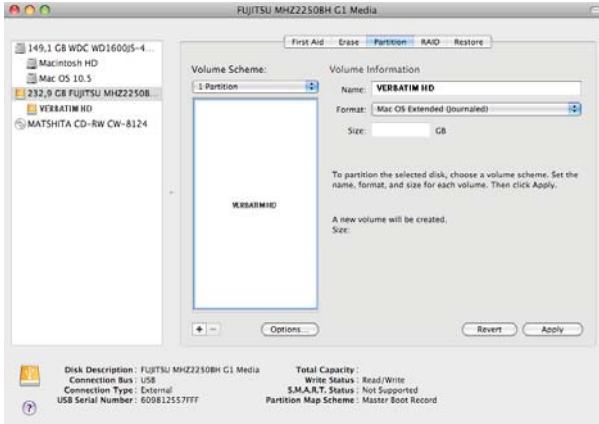 FUJITSU MHZ2250BH G1 Media
First Aid Erase Partition RAID Restore
149,1 GB WDC WD1600JS-4...
Macintosh HD
Mac OS 10.5
232,9 GB FUJITSU MHZ2250B...
VERBATIM HD
MATSHITA CD-RW CW-8124
Volume Scheme:
1 Partition
VERBATIM HD
+ -
Options...
Volume Information
Name: VERBATIM HD
Format: Mac OS Extended (Journaled)
Size: GB
To partition the selected disk, choose a volume scheme. Set the
name, format, and size for each volume. Then click Apply.
A new volume will be created.
Size:
Revert Apply
Disk Description : FUJITSU MHZ2250BH G1 Media
Connection Bus : USB
Connection Type : External
USB Serial Number : 609812557FFF
Total Capacity :
Write Status : Read/Write
S.M.A.R.T. Status : Not Supported
Partition Map Scheme : Master Boot Record
?